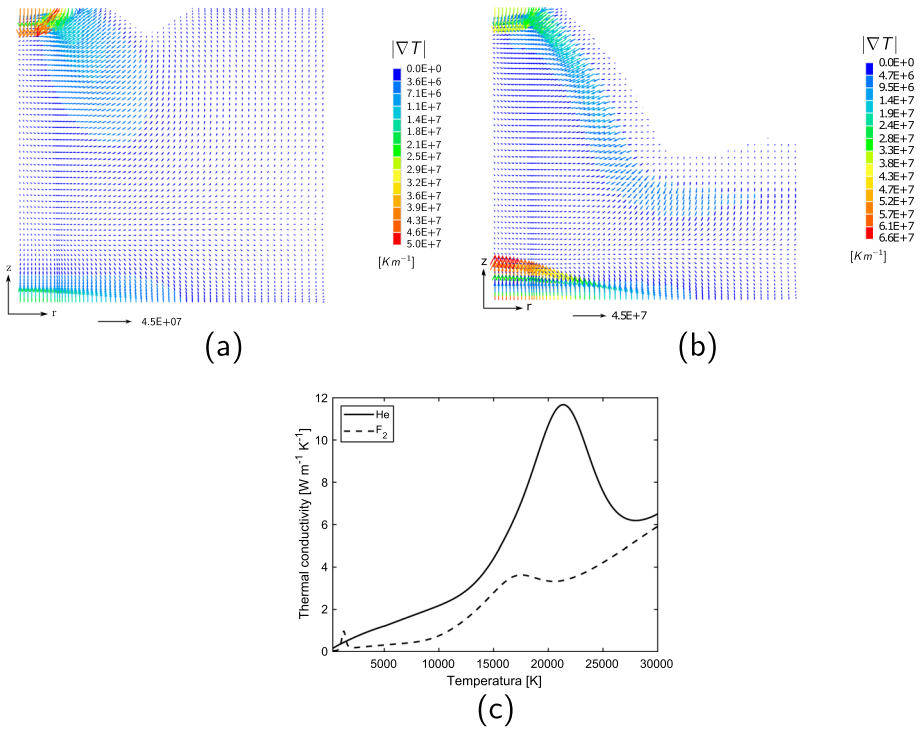 |∇T|
0.0E+0
3.6E+6
7.1E+6
1.1E+7
1.4E+7
1.8E+7
2.1E+7
2.5E+7
2.9E+7
3.2E+7
3.6E+7
3.9E+7
4.3E+7
4.6E+7
5.0E+7
[K m⁻¹]
z
r
4.5E+07
(a)
|∇T|
0.0E+0
4.7E+6
9.5E+6
1.4E+7
1.9E+7
2.4E+7
2.8E+7
3.3E+7
3.8E+7
4.3E+7
4.7E+7
5.2E+7
5.7E+7
6.1E+7
6.6E+7
[K m⁻¹]
z
r
4.5E+7
(b)
Thermal conductivity [W m⁻¹ K⁻¹]
12
10
8
6
4
2
0
He
F₂
5000 10000 15000 20000 25000 30000
Temperatura [K]
(c)